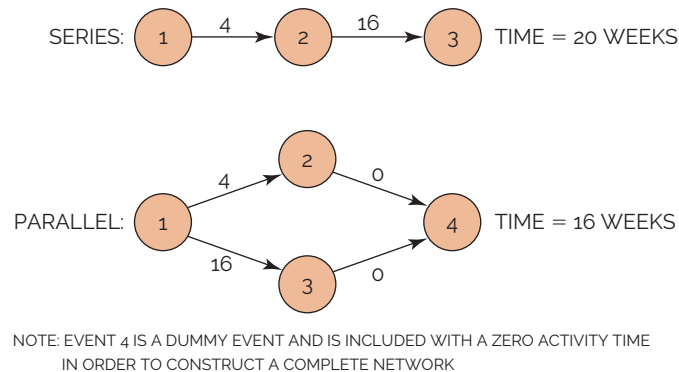 SERIES: 1 4 2 16 3 TIME = 20 WEEKS
2
4 0
PARALLEL: 1 4 TIME = 16 WEEKS
16 0
3
NOTE: EVENT 4 IS A DUMMY EVENT AND IS INCLUDED WITH A ZERO ACTIVITY TIME
IN ORDER TO CONSTRUCT A COMPLETE NETWORK